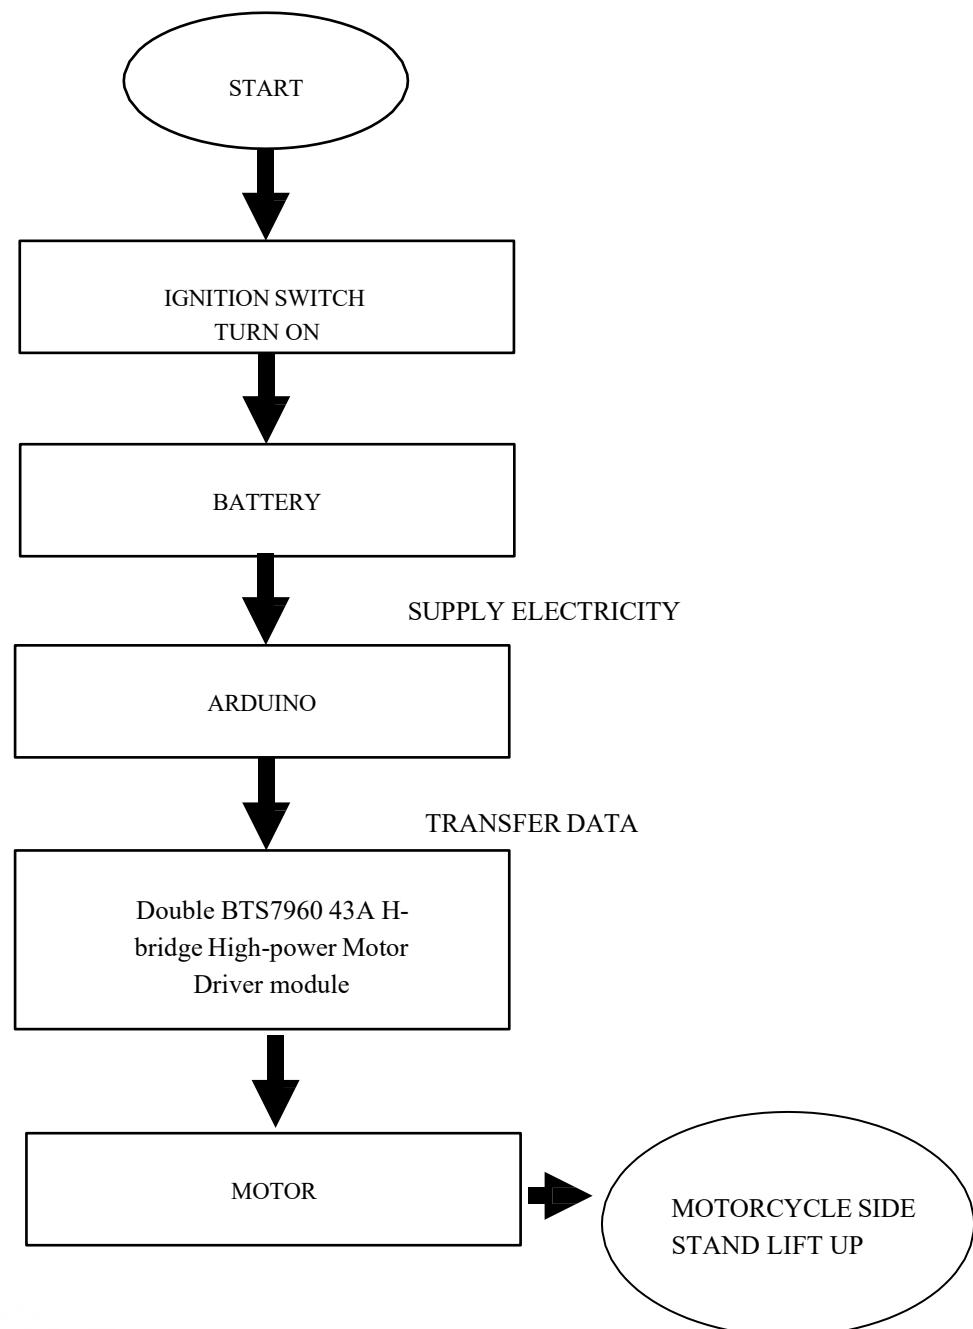 START
IGNITION SWITCH
TURN ON
BATTERY
SUPPLY ELECTRICITY
ARDUINO
TRANSFER DATA
Double BTS7960 43A H-
bridge High-power Motor
Driver module
MOTOR
MOTORCYCLE SIDE
STAND LIFT UP